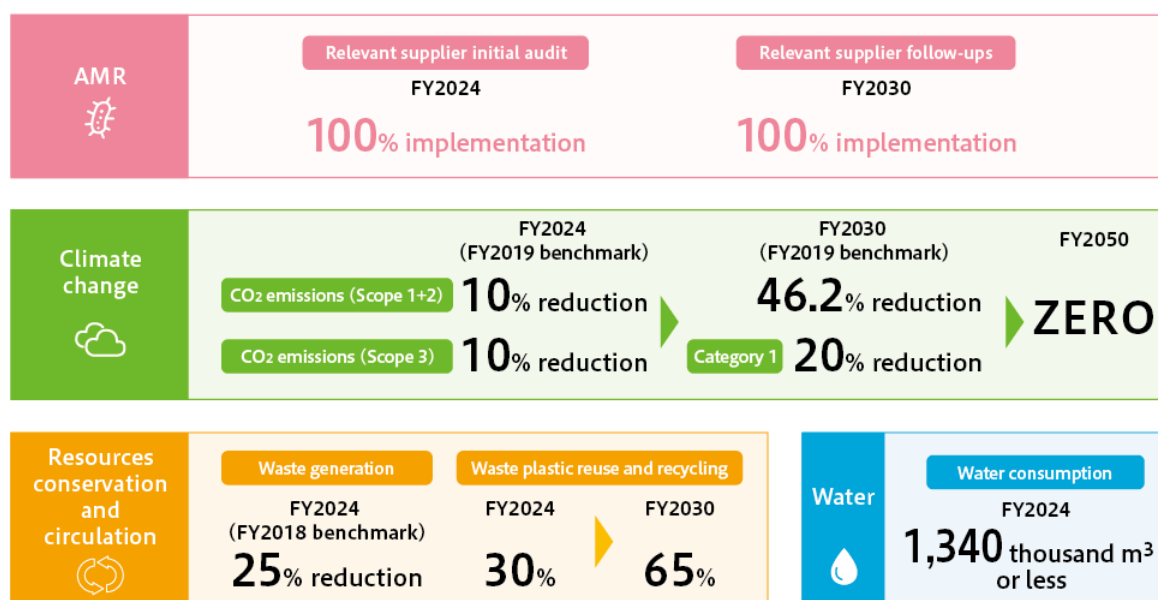 AMR
Relevant supplier initial audit
FY2024
100% implementation
Relevant supplier follow-ups
FY2030
100% implementation
Climate
change
FY2024
(FY2019 benchmark)
CO₂ emissions (Scope 1+2)
10% reduction
CO₂ emissions (Scope 3)
10% reduction
FY2030
(FY2019 benchmark)
46.2% reduction
Category 1
20% reduction
FY2050
ZERO
Resources
conservation
and
circulation
Waste generation
FY2024
(FY2018 benchmark)
25% reduction
Waste plastic reuse and recycling
FY2024
30%
FY2030
65%
Water
Water consumption
FY2024
1,340 thousand m³
or less